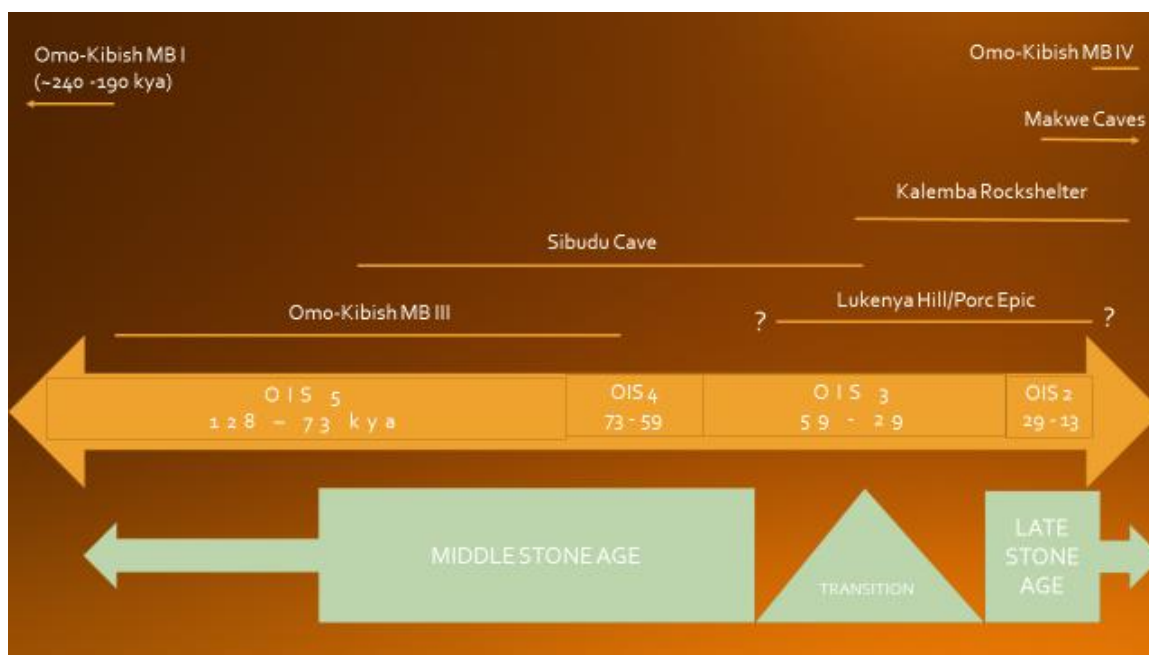 Omo-Kibish MB I
(~240 -190 kya)
Omo-Kibish MB IV
Makwe Caves
Kalemba Rockshelter
Sibudu Cave
Omo-Kibish MB III
Lukenya Hill/Porc Epic
?
?
OIS 5
128 – 73 kya
OIS 4
73 - 59
OIS 3
59 - 29
OIS 2
29 - 13
MIDDLE STONE AGE
TRANSITION
LATE
STONE
AGE